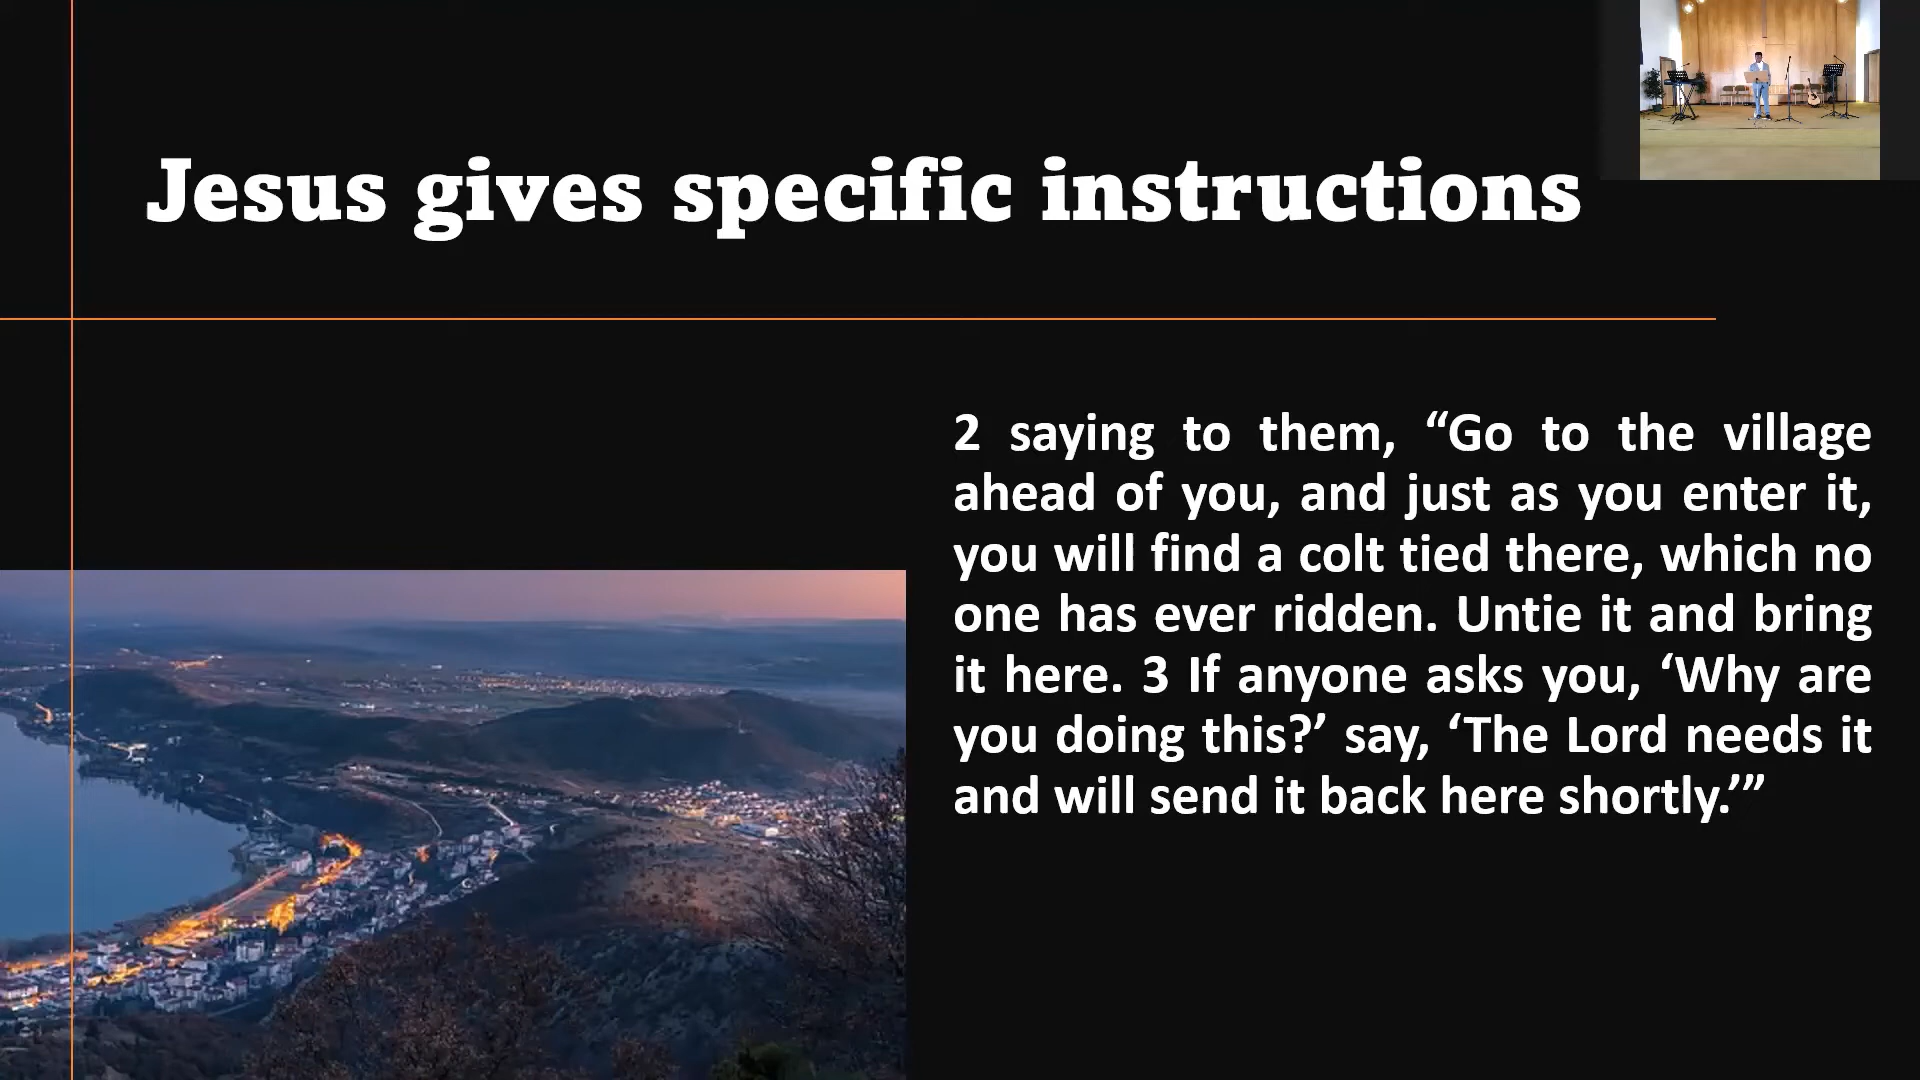 Jesus gives specific instructions
2 saying to them, “Go to the village
ahead of you, and just as you enter it,
you will find a colt tied there, which no
one has ever ridden. Untie it and bring
it here. 3 If anyone asks you, ‘Why are
you doing this?’ say, ‘The Lord needs it
and will send it back here shortly.’”